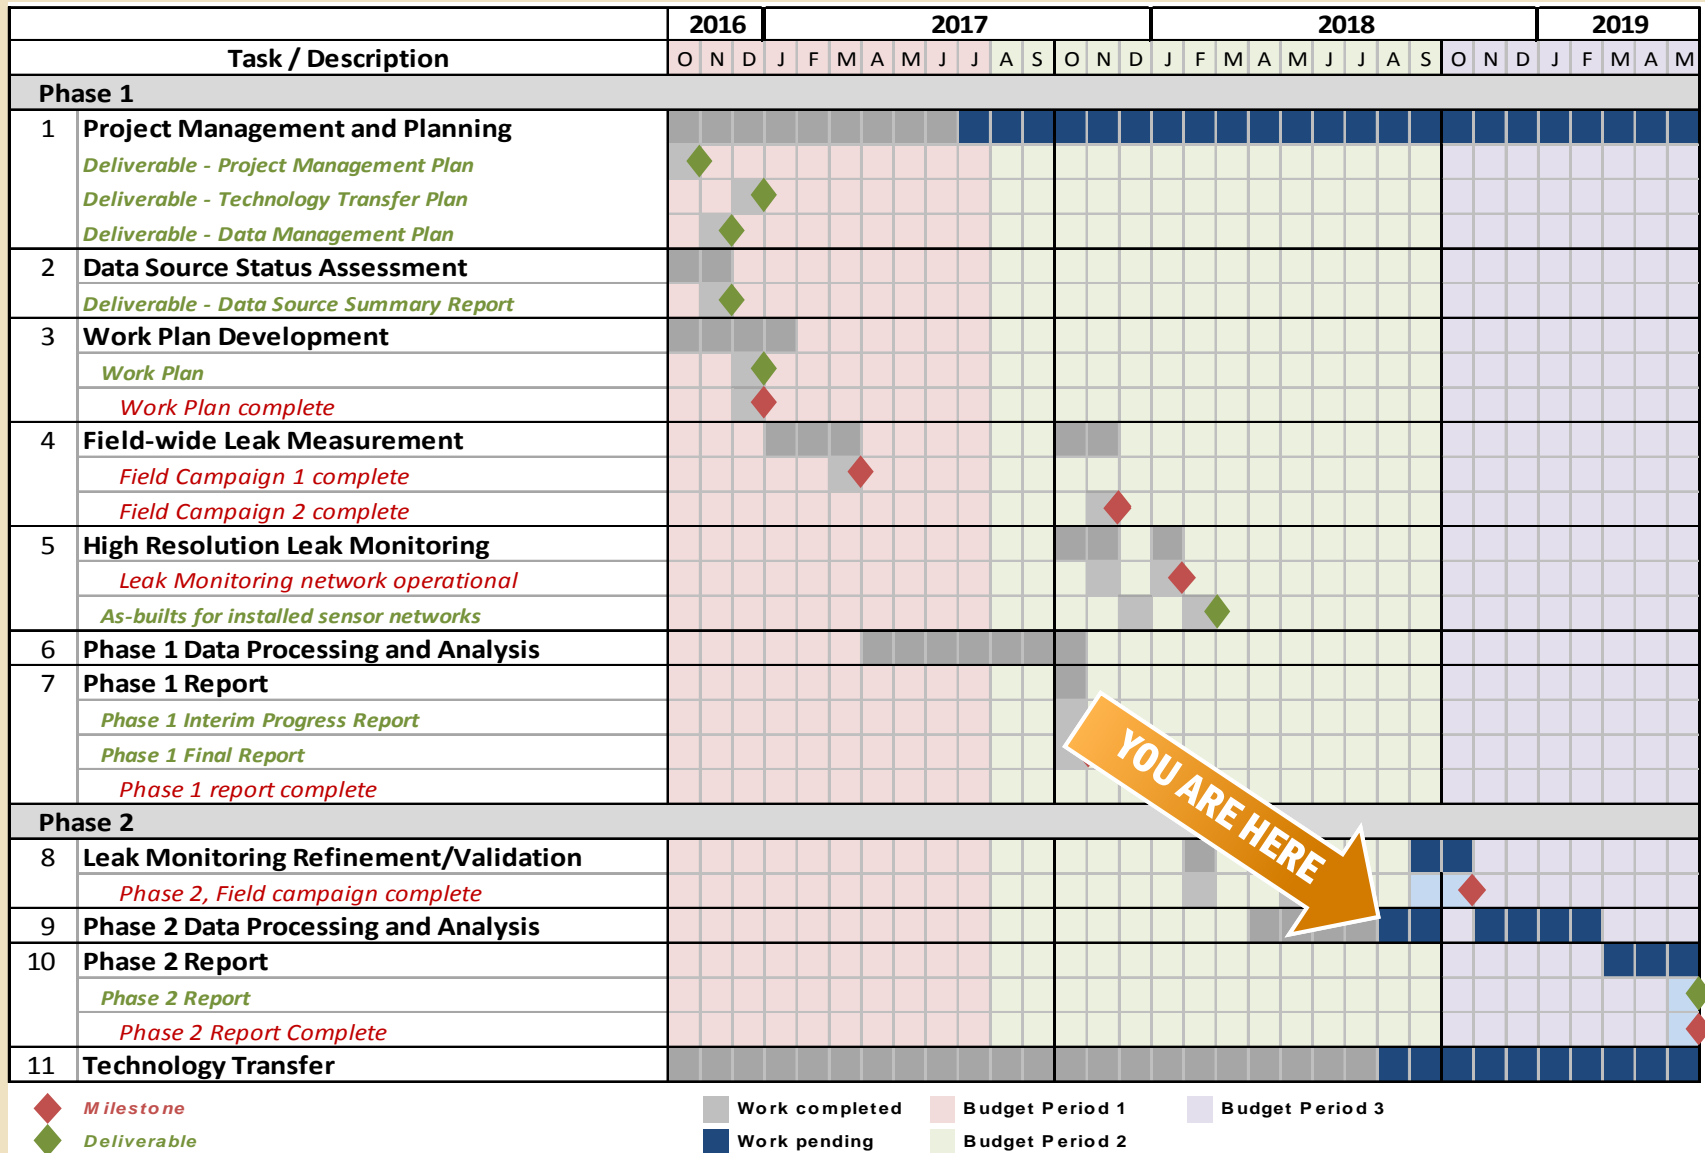 2016 2017 2018 2019
Task / Description O N D J F M A M J J A S O N D J F M A M J J A S O N D J F M A M
Phase 1
1 Project Management and Planning
Deliverable - Project Management Plan
Deliverable - Technology Transfer Plan
Deliverable - Data Management Plan
2 Data Source Status Assessment
Deliverable - Data Source Summary Report
3 Work Plan Development
Work Plan
Work Plan complete
4 Field-wide Leak Measurement
Field Campaign 1 complete
Field Campaign 2 complete
5 High Resolution Leak Monitoring
Leak Monitoring network operational
As-builts for installed sensor networks
6 Phase 1 Data Processing and Analysis
7 Phase 1 Report
Phase 1 Interim Progress Report
Phase 1 Final Report
Phase 1 report complete
YOU ARE HERE
Phase 2
8 Leak Monitoring Refinement/Validation
Phase 2, Field campaign complete
9 Phase 2 Data Processing and Analysis
10 Phase 2 Report
Phase 2 Report
Phase 2 Report Complete
11 Technology Transfer
Milestone Work completed Budget Period 1 Budget Period 3
Deliverable Work pending Budget Period 2